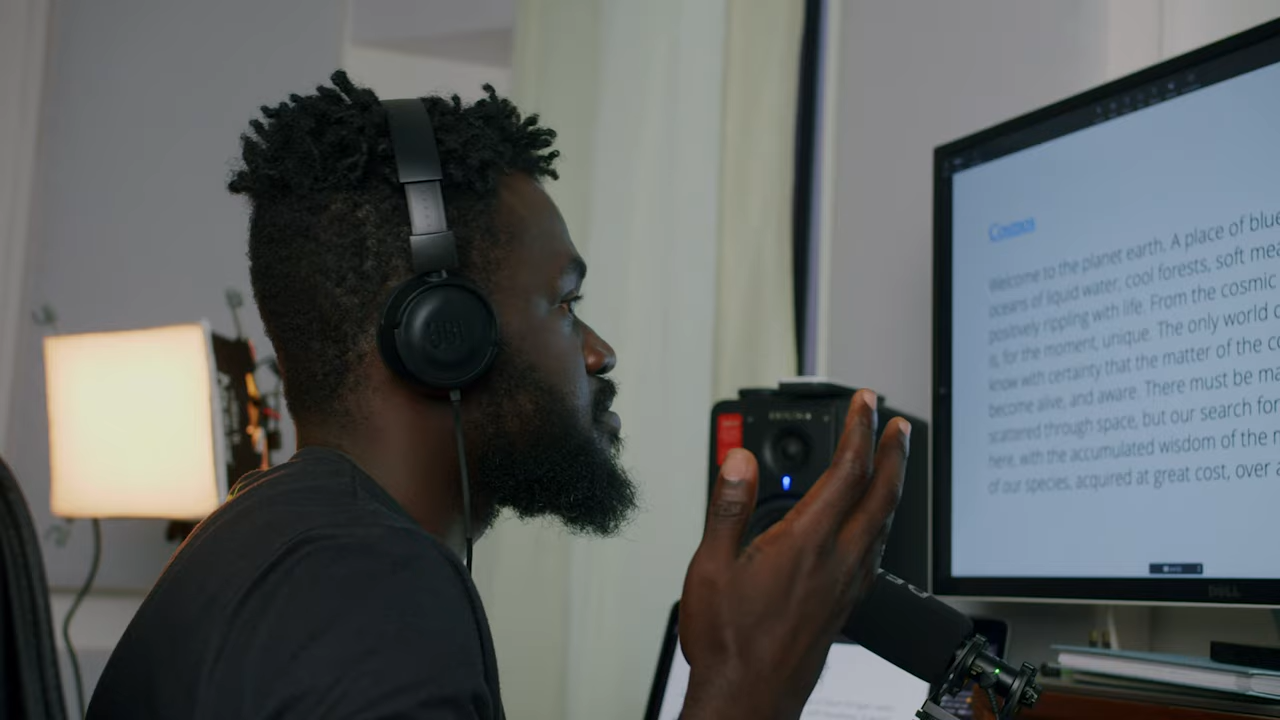 Cosmos
Welcome to the planet earth. A place of blue
oceans of liquid water, cool forests, soft mea
positively rippling with life. From the cosmic
is, for the moment, unique. The only world o
know with certainty that the matter of the co
become alive, and aware. There must be ma
scattered through space, but our search for
here, with the accumulated wisdom of the m
of our species, acquired at great cost, over a
DELL
JBL